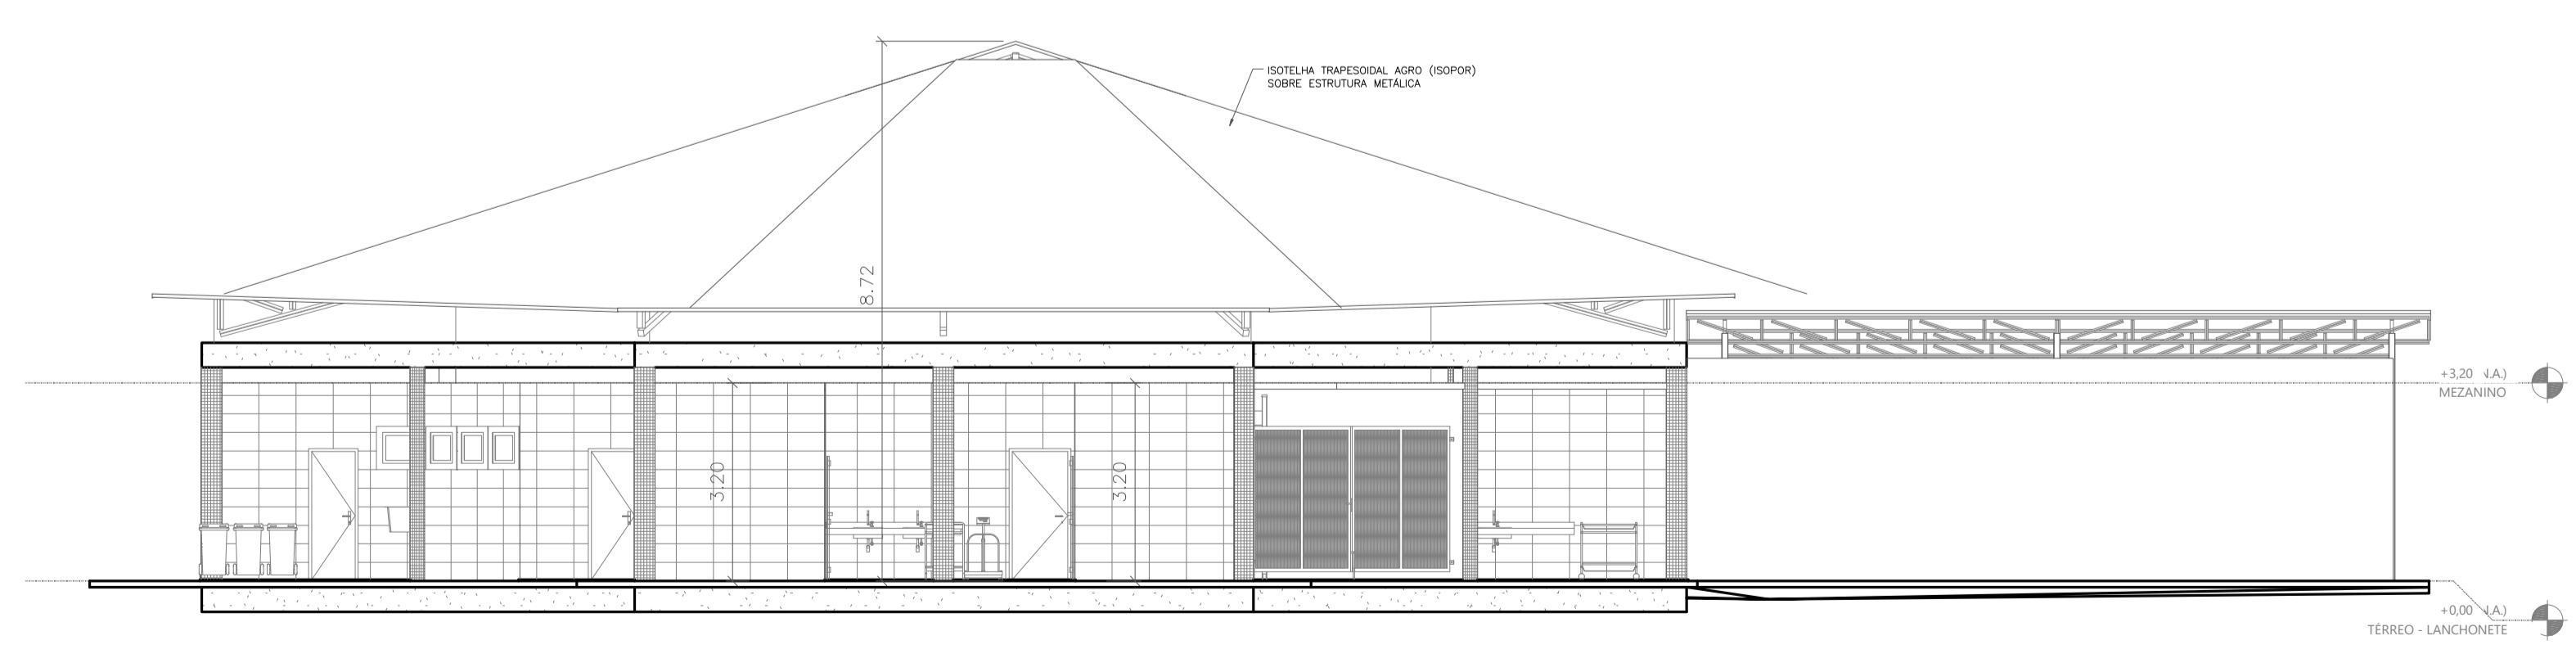 ISOTELHA TRAPESOIDAL AGRO (ISOPOR)
SOBRE ESTRUTURA METÁLICA
8.72
3.20
3.20
+3,20
MEZANINO
+0,00
TÉRREO - LANCHONETE